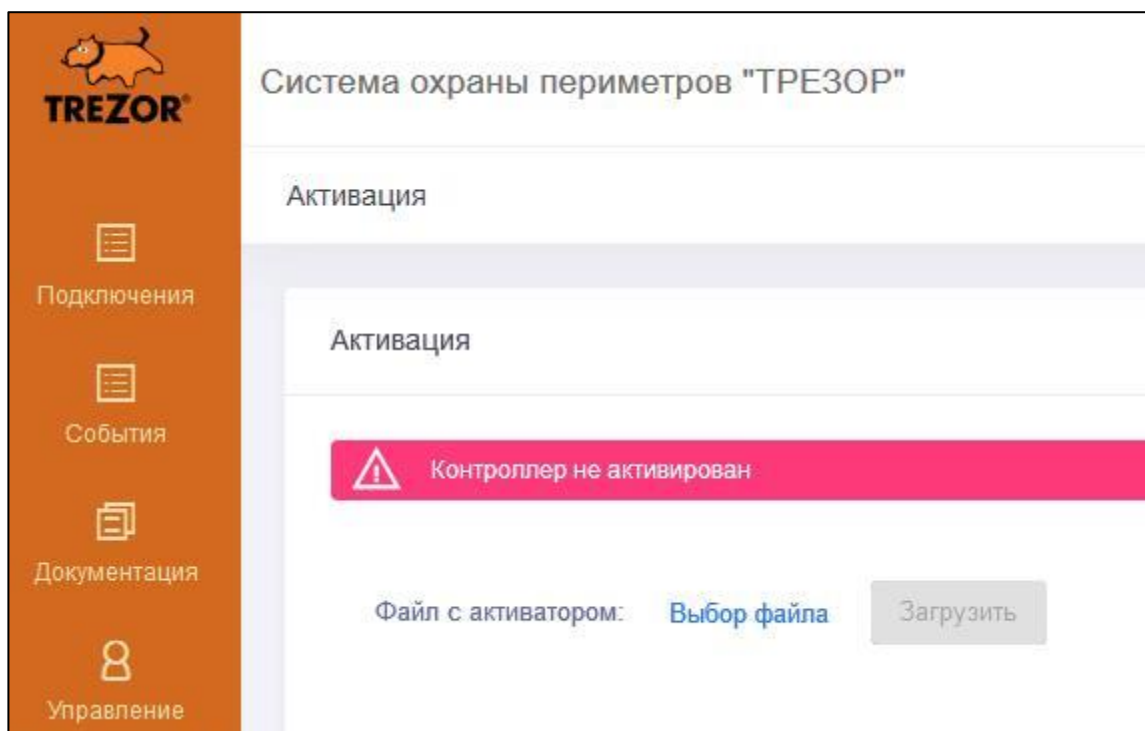 TREZOR®
Система охраны периметров "ТРЕЗОР"
Активация
Подключения
Активация
События
Контроллер не активирован
Документация
Файл с активатором: Выбор файла Загрузить
Управление